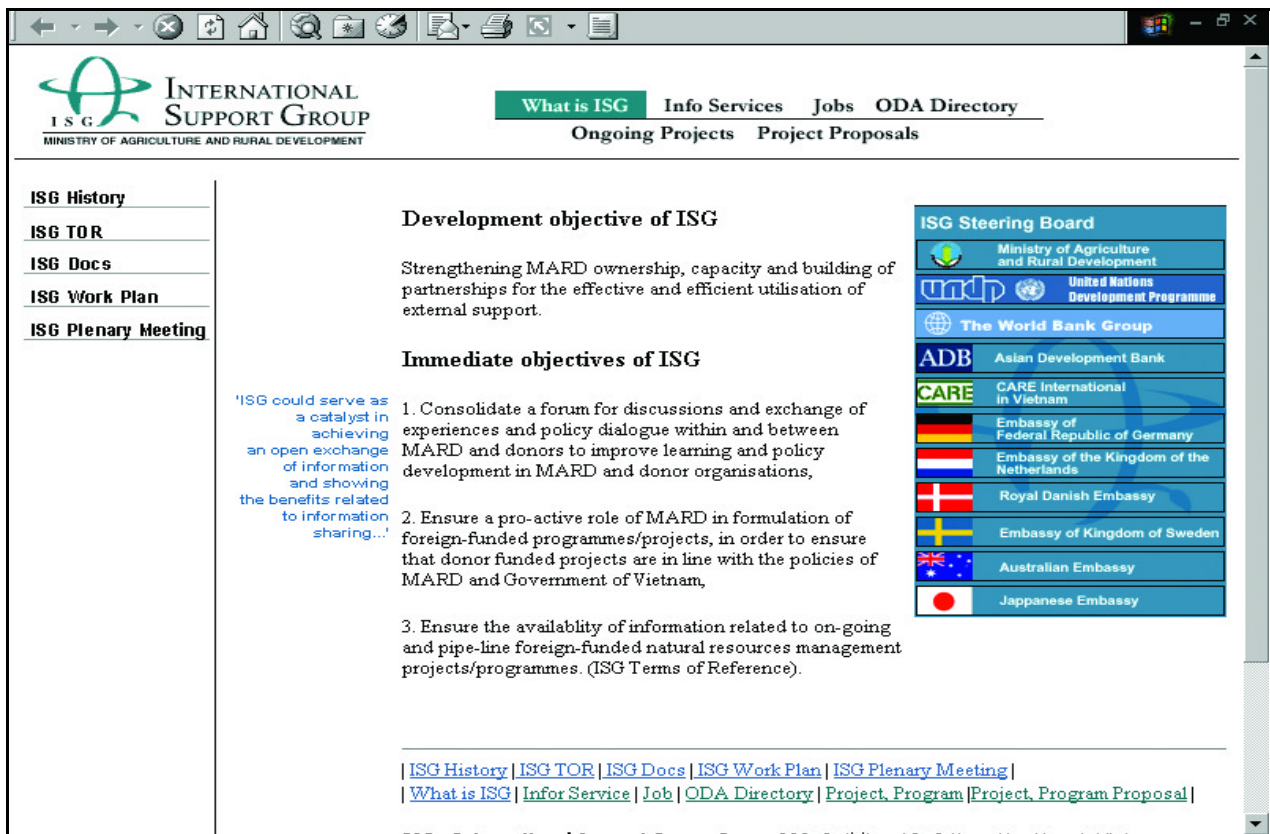 I S G
INTERNATIONAL
SUPPORT GROUP
MINISTRY OF AGRICULTURE AND RURAL DEVELOPMENT
What is ISG Info Services Jobs ODA Directory
Ongoing Projects Project Proposals
ISG History
ISG TOR
ISG Docs
ISG Work Plan
ISG Plenary Meeting
'ISG could serve as
a catalyst in
achieving
an open exchange
of information
and showing
the benefits related
to information
sharing...'
Development objective of ISG
Strengthening MARD ownership, capacity and building of
partnerships for the effective and efficient utilisation of
external support.
Immediate objectives of ISG
1. Consolidate a forum for discussions and exchange of
experiences and policy dialogue within and between
MARD and donors to improve learning and policy
development in MARD and donor organisations,
2. Ensure a pro-active role of MARD in formulation of
foreign-funded programmes/projects, in order to ensure
that donor funded projects are in line with the policies of
MARD and Government of Vietnam,
3. Ensure the availablity of information related to on-going
and pipe-line foreign-funded natural resources management
projects/programmes. (ISG Terms of Reference).
ISG Steering Board
Ministry of Agriculture
and Rural Development
undp United Nations
Development Programme
The World Bank Group
ADB Asian Development Bank
CARE CARE International
in Vietnam
Embassy of
Federal Republic of Germany
Embassy of the Kingdom of the
Netherlands
Royal Danish Embassy
Embassy of Kingdom of Sweden
Australian Embassy
Jappanese Embassy
| ISG History | ISG TOR | ISG Docs | ISG Work Plan | ISG Plenary Meeting |
| What is ISG | Infor Service | Job | ODA Directory | Project, Program |Project, Program Proposal |